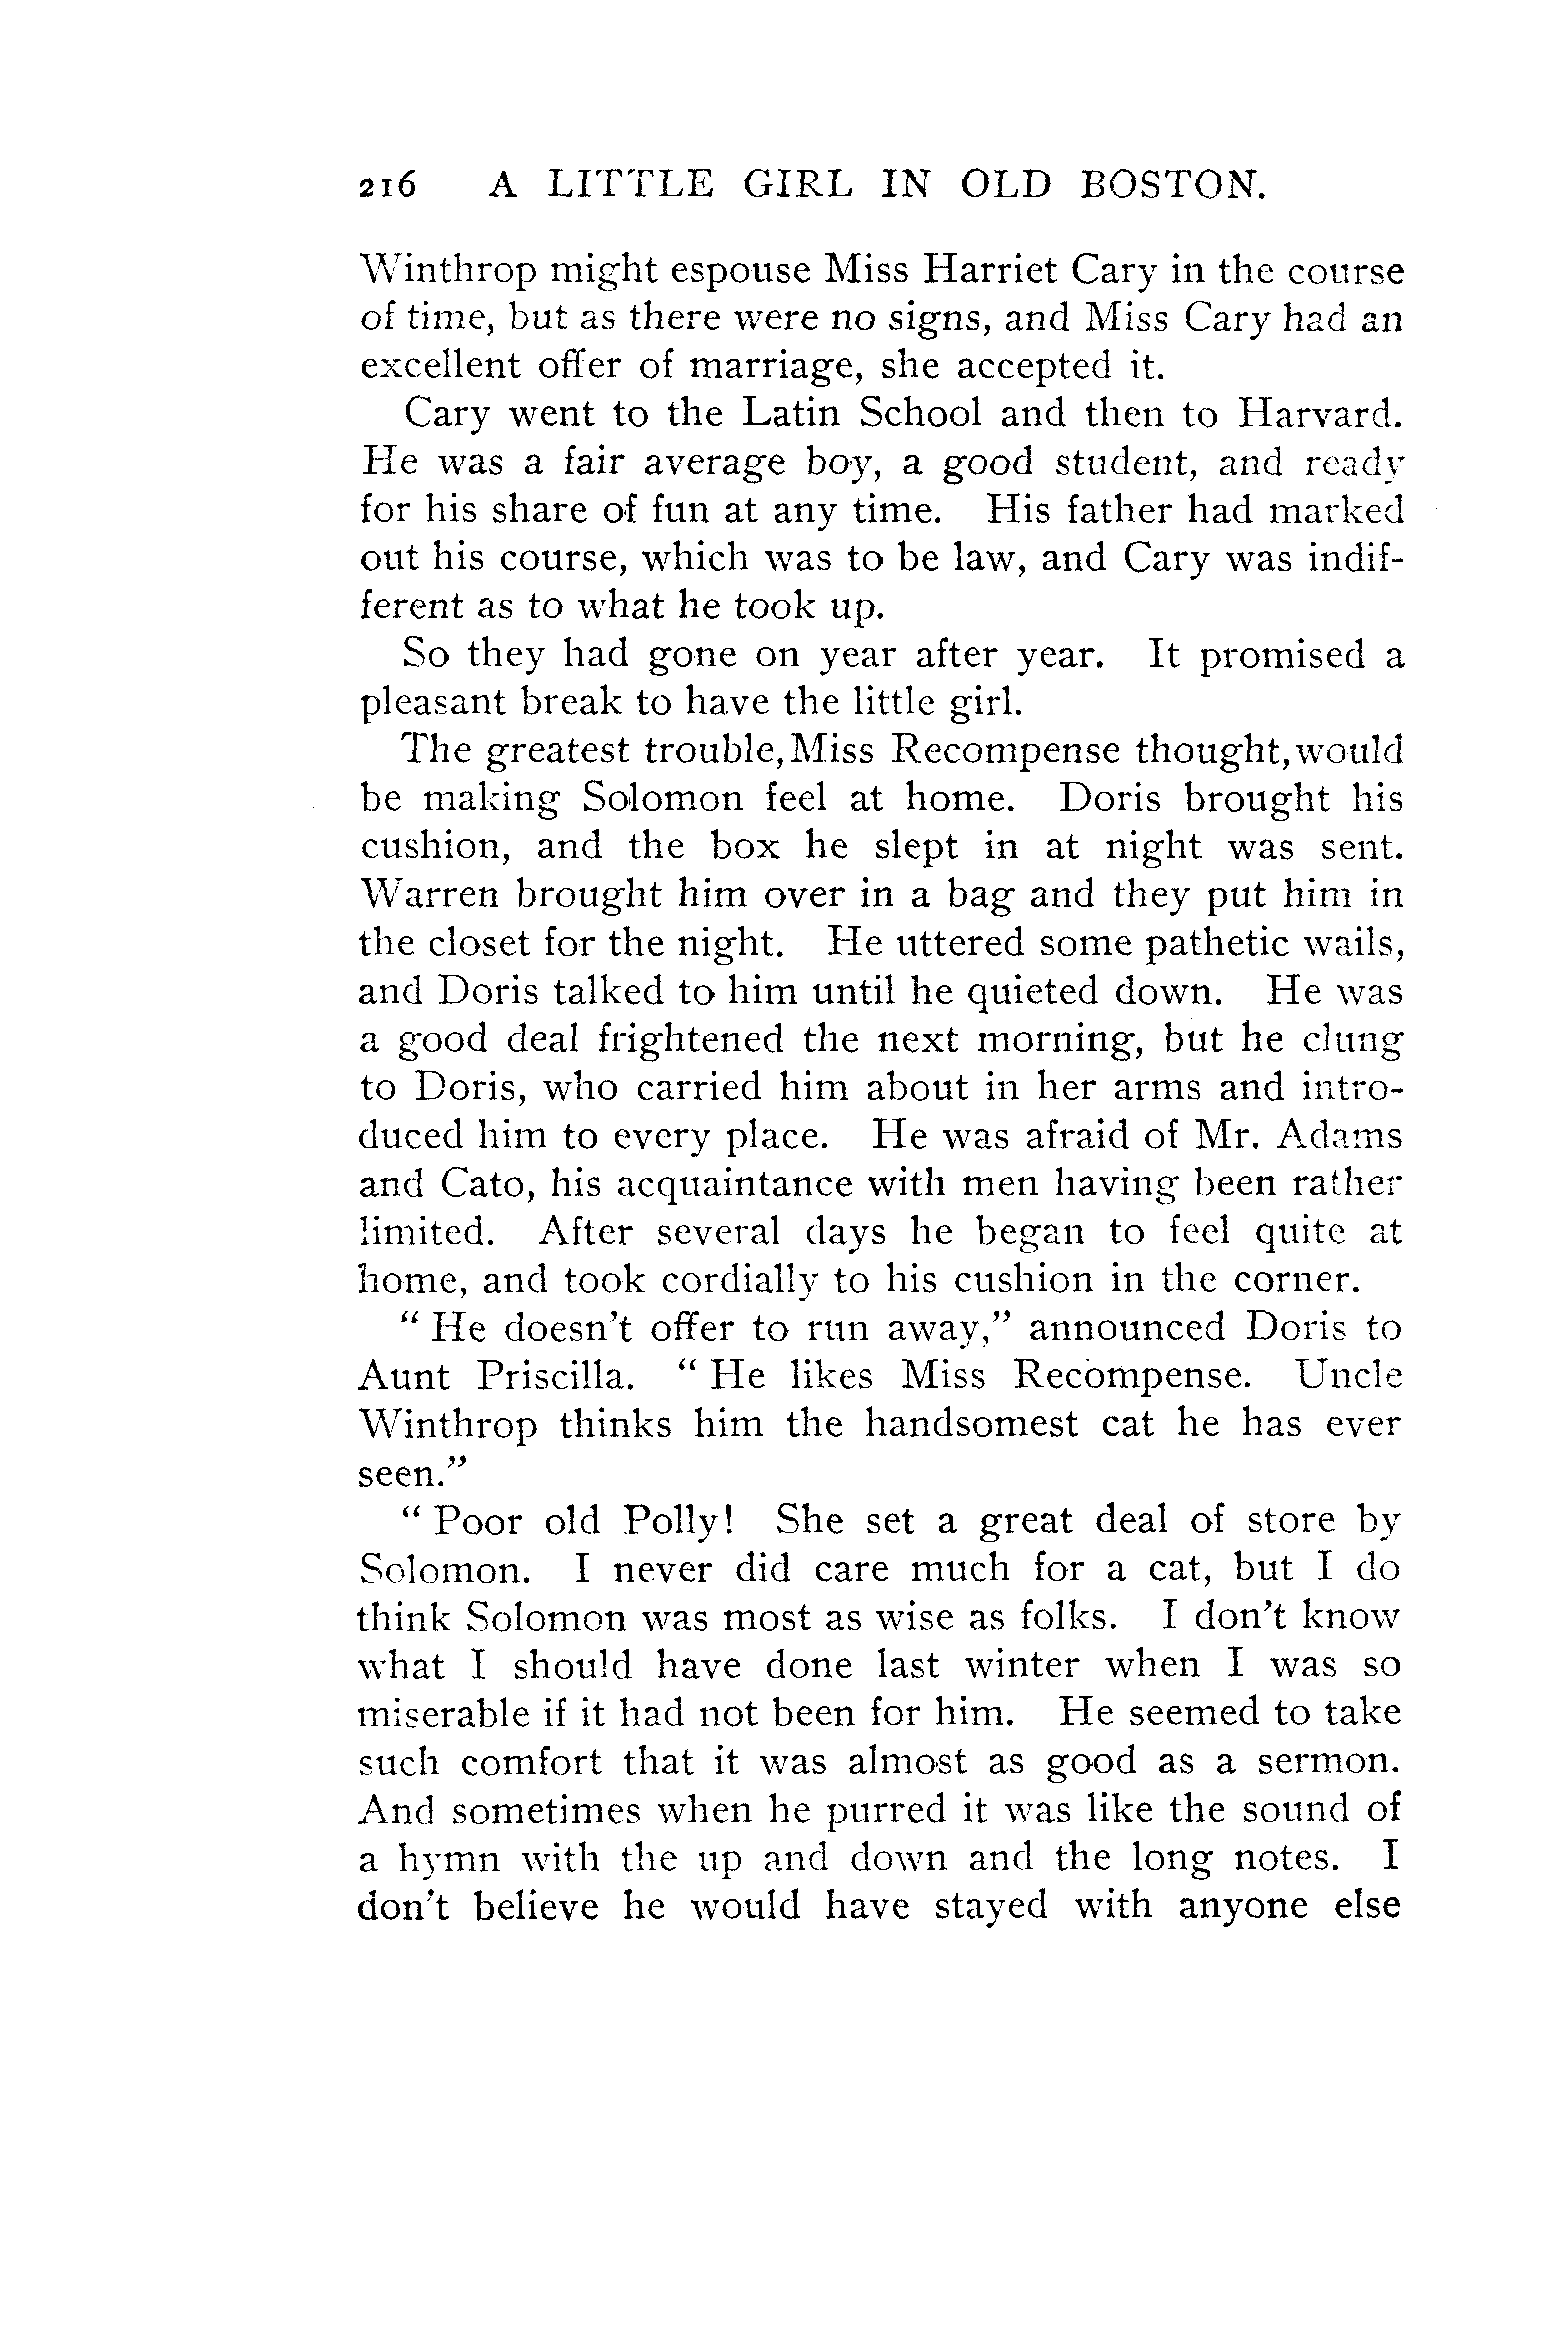 216 A LITTLE GIRL IN OLD BOSTON.
Winthrop might espouse Miss Harriet Cary in the course
of time, but as there were no signs, and Miss Cary had an
excellent offer of marriage, she accepted it.
Cary went to the Latin School and then to Harvard.
He was a fair average boy, a good student, and ready
for his share of fun at any time. His father had marked
out his course, which was to be law, and Cary was indif-
ferent as to what he took up.
So they had gone on year after year. It promised a
pleasant break to have the little girl.
The greatest trouble, Miss Recompense thought, would
be making Solomon feel at home. Doris brought his
cushion, and the box he slept in at night was sent.
Warren brought him over in a bag and they put him in
the closet for the night. He uttered some pathetic wails,
and Doris talked to him until he quieted down. He was
a good deal frightened the next morning, but he clung
to Doris, who carried him about in her arms and intro-
duced him to every place. He was afraid of Mr. Adams
and Cato, his acquaintance with men having been rather
limited. After several days he began to feel quite at
home, and took cordially to his cushion in the corner.
" He doesn't offer to run away," announced Doris to
Aunt Priscilla. " He likes Miss Recompense. Uncle
Winthrop thinks him the handsomest cat he has ever
seen."
" Poor old Polly! She set a great deal of store by
Solomon. I never did care much for a cat, but I do
think Solomon was most as wise as folks. I don't know
what I should have done last winter when I was so
miserable if it had not been for him. He seemed to take
such comfort that it was almost as good as a sermon.
And sometimes when he purred it was like the sound of
a hymn with the up and down and the long notes. I
don't believe he would have stayed with anyone else